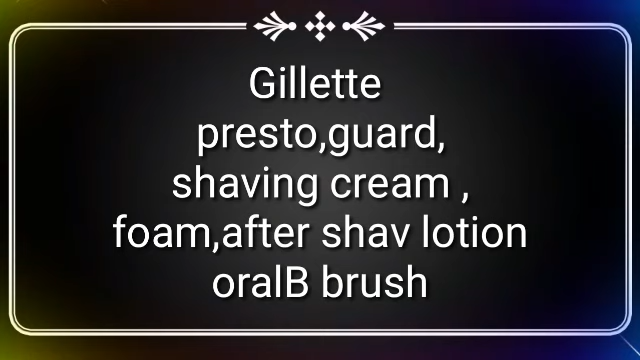 Gillette
presto,guard,
shaving cream ,
foam,after shav lotion
oralB brush